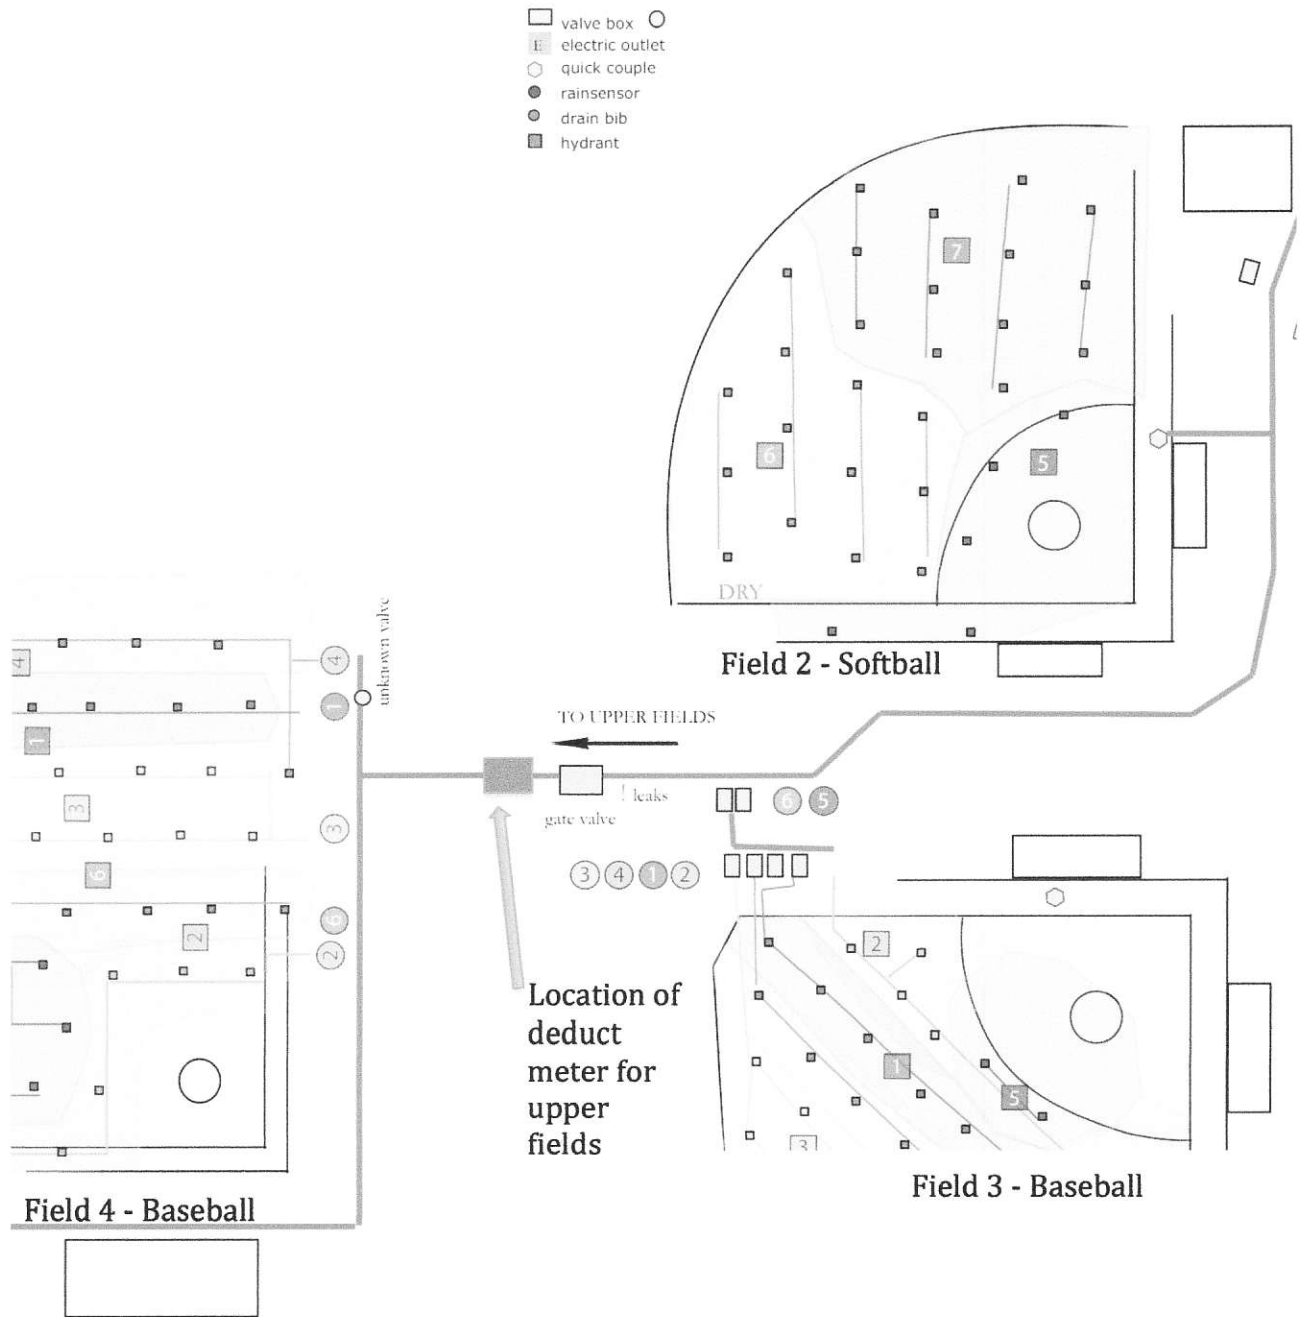 valve box
E electric outlet
quick couple
rainsensor
drain bib
hydrant
7
6
5
DRY
Field 2 - Softball
unknown valve
4
4
1
1
3
3
6
6
2
2
TO UPPER FIELDS
! leaks
gate valve
6 5
3 4 1 2
Location of
deduct
meter for
upper
fields
2
1
5
3
Field 3 - Baseball
Field 4 - Baseball